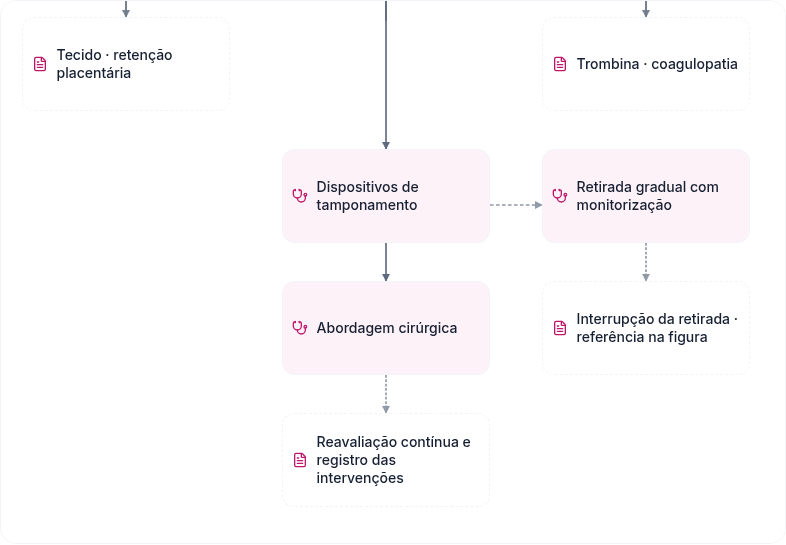 Tecido · retenção
placentária
Trombina · coagulopatia
Dispositivos de
tamponamento
Retirada gradual com
monitorização
Abordagem cirúrgica
Interrupção da retirada ·
referência na figura
Reavaliação contínua e
registro das
intervenções